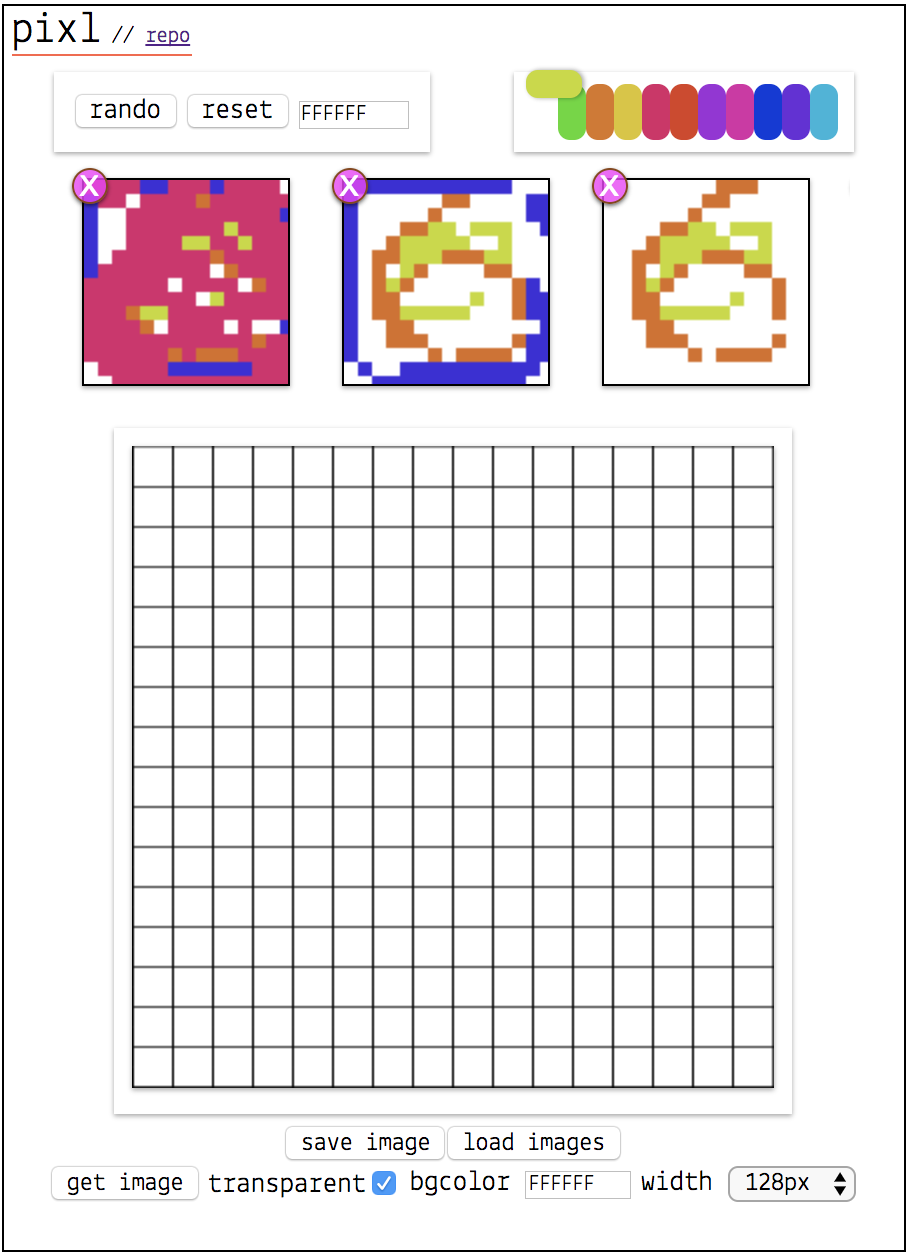 pixl // repo
rando reset FFFFFF
X X X
save image load images
get image transparent bgcolor FFFFFF width 128px